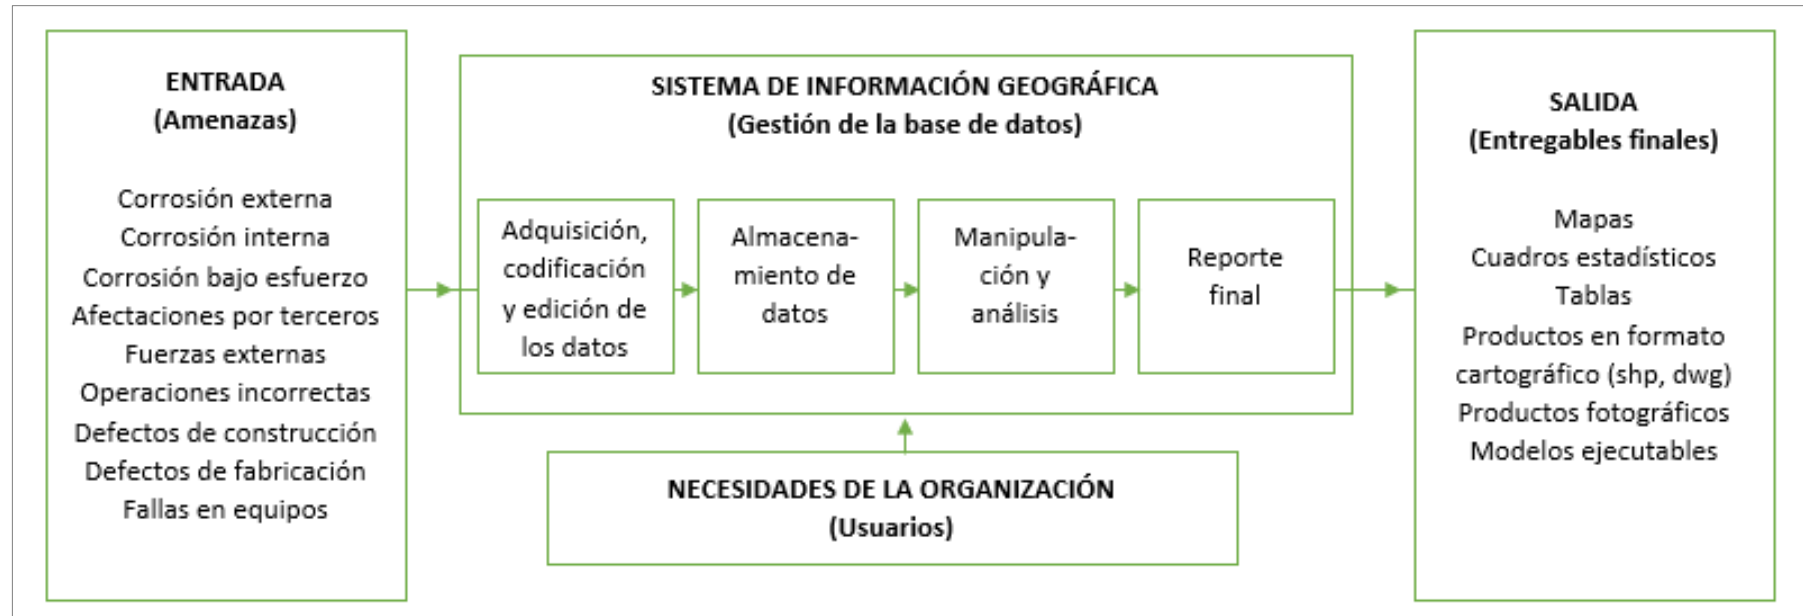 ENTRADA
(Amenazas)
Corrosión externa
Corrosión interna
Corrosión bajo esfuerzo
Afectaciones por terceros
Fuerzas externas
Operaciones incorrectas
Defectos de construcción
Defectos de fabricación
Fallas en equipos
SISTEMA DE INFORMACIÓN GEOGRÁFICA
(Gestión de la base de datos)
Adquisición,
codificación
y edición de
los datos
Almacena-
miento de
datos
Manipula-
ción y
análisis
Reporte
final
NECESIDADES DE LA ORGANIZACIÓN
(Usuarios)
SALIDA
(Entregables finales)
Mapas
Cuadros estadísticos
Tablas
Productos en formato
cartográfico (shp, dwg)
Productos fotográficos
Modelos ejecutables